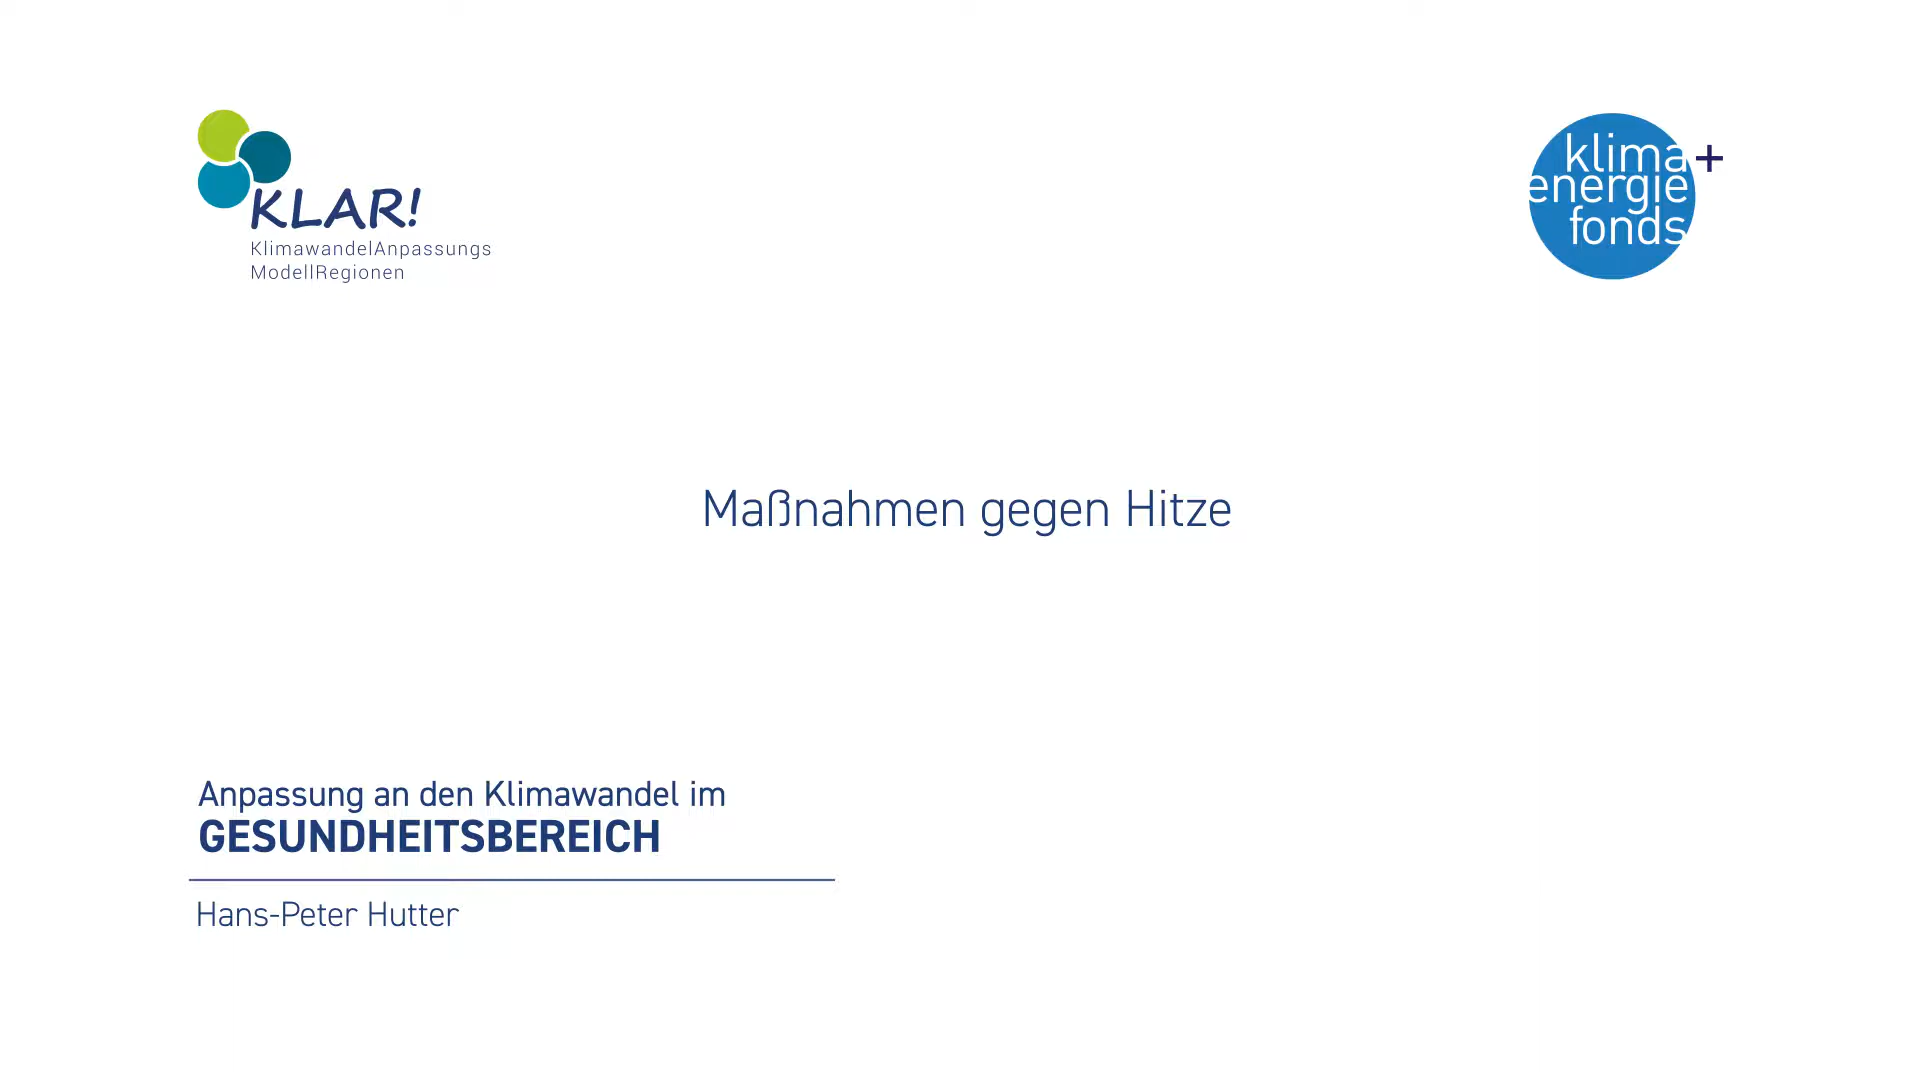 KLAR!
KlimawandelAnpassungs
ModellRegionen
klima+
energie
fonds
Maßnahmen gegen Hitze
Anpassung an den Klimawandel im
GESUNDHEITSBEREICH
Hans-Peter Hutter